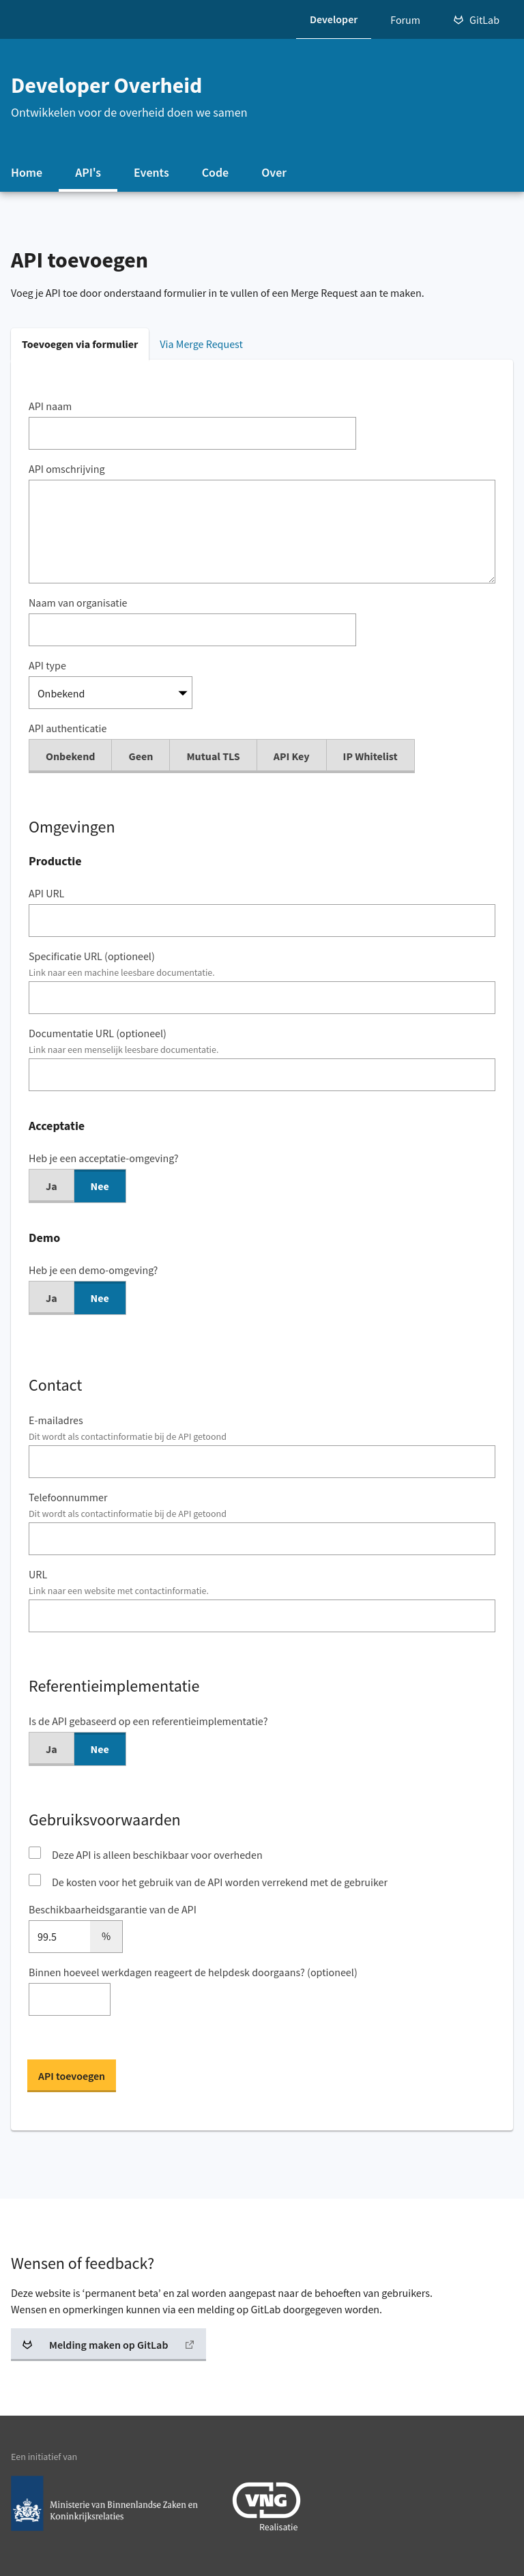 Developer
Forum
GitLab
Developer Overheid
Ontwikkelen voor de overheid doen we samen
Home
API's
Events
Code
Over
API toevoegen
Voeg je API toe door onderstaand formulier in te vullen of een Merge Request aan te maken.
Toevoegen via formulier
Via Merge Request
API naam
API omschrijving
Naam van organisatie
API type
Onbekend
API authenticatie
Onbekend
Geen
Mutual TLS
API Key
IP Whitelist
Omgevingen
Productie
API URL
Specificatie URL (optioneel)
Link naar een machine leesbare documentatie.
Documentatie URL (optioneel)
Link naar een menselijk leesbare documentatie.
Acceptatie
Heb je een acceptatie-omgeving?
Ja
Nee
Demo
Heb je een demo-omgeving?
Ja
Nee
Contact
E-mailadres
Dit wordt als contactinformatie bij de API getoond
Telefoonnummer
Dit wordt als contactinformatie bij de API getoond
URL
Link naar een website met contactinformatie.
Referentieimplementatie
Is de API gebaseerd op een referentieimplementatie?
Ja
Nee
Gebruiksvoorwaarden
Deze API is alleen beschikbaar voor overheden
De kosten voor het gebruik van de API worden verrekend met de gebruiker
Beschikbaarheidsgarantie van de API
99.5
%
Binnen hoeveel werkdagen reageert de helpdesk doorgaans? (optioneel)
API toevoegen
Wensen of feedback?
Deze website is ‘permanent beta’ en zal worden aangepast naar de behoeften van gebruikers.
Wensen en opmerkingen kunnen via een melding op GitLab doorgegeven worden.
Melding maken op GitLab
Een initiatief van
Ministerie van Binnenlandse Zaken en
Koninkrijksrelaties
VNG
Realisatie